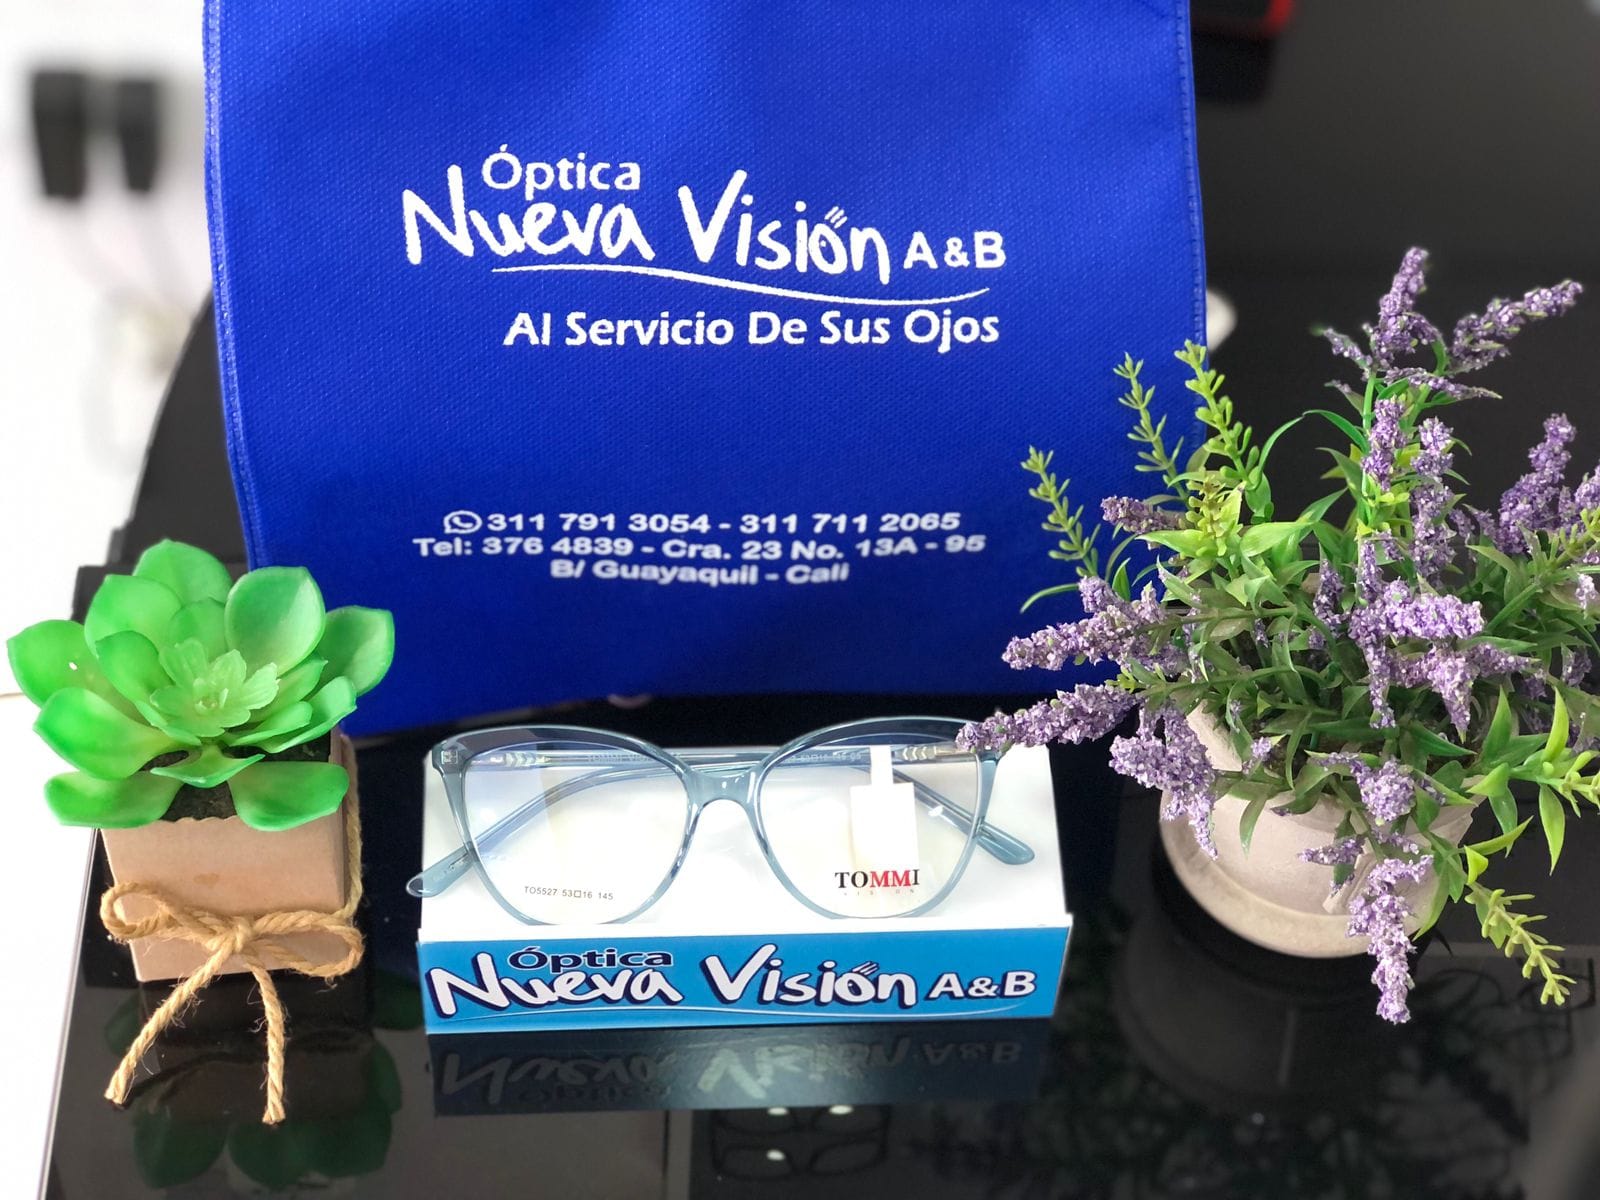 Óptica
Nueva Visión A&B
Al Servicio De Sus Ojos
311 791 3054 - 311 711 2065
Tel: 376 4839 - Cra. 23 No. 13A - 95
B/ Guayaquil - Cali
TO5527 53□16 145
TOMMI
VISION
Óptica
Nueva Visión A&B